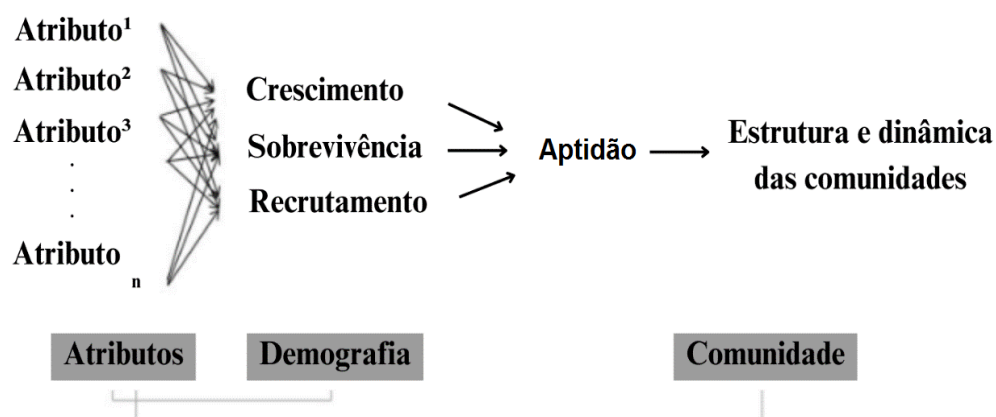 Atributo¹
Atributo²
Atributo³
.
.
.
Atributo n
Crescimento
Sobrevivência
Recrutamento
Aptidão
Estrutura e dinâmica
das comunidades
Atributos
Demografia
Comunidade